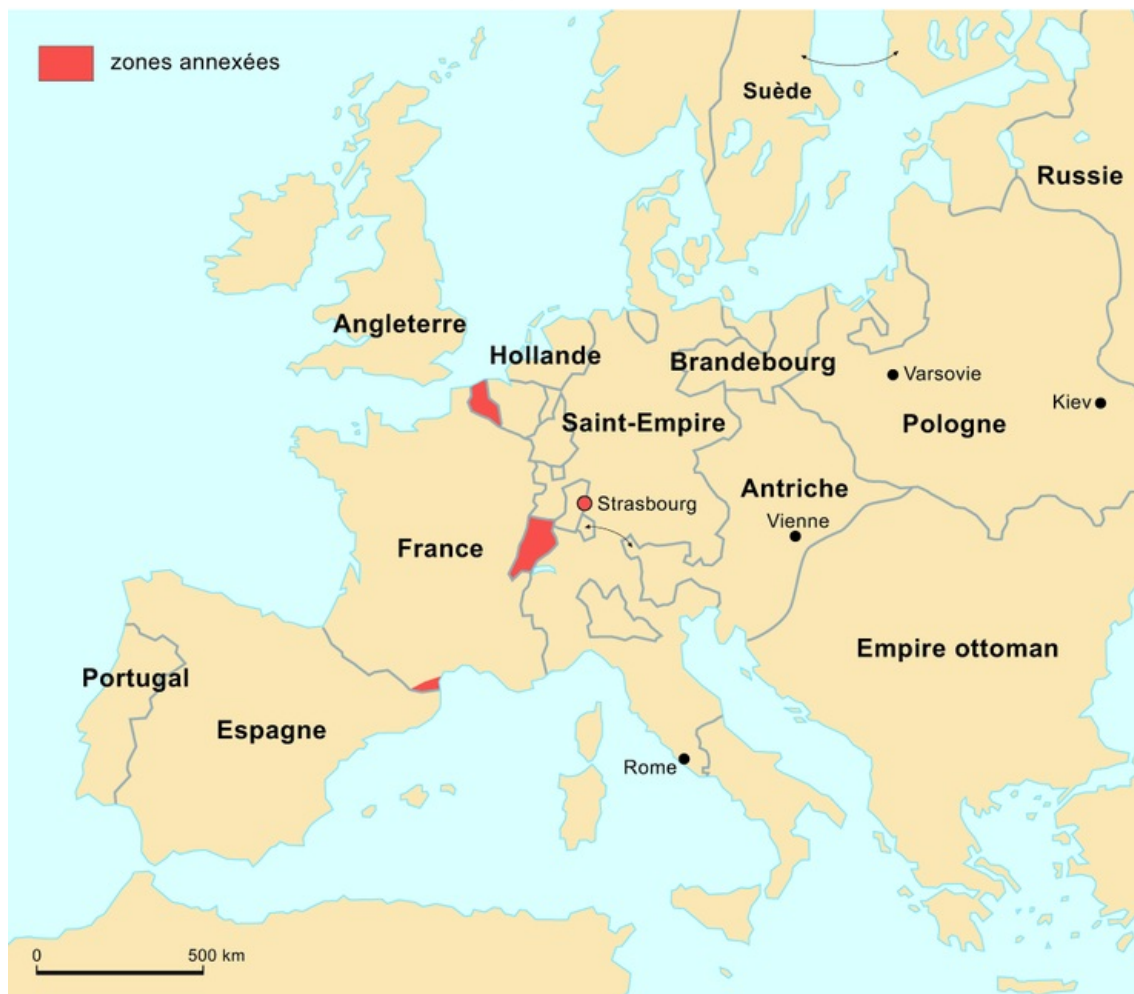 zones annexées
Suède
Russie
Angleterre
Hollande
Brandebourg
Varsovie
Kiev
Saint-Empire
Pologne
Antriche
Strasbourg
Vienne
France
Empire ottoman
Portugal
Espagne
Rome
0 500 km